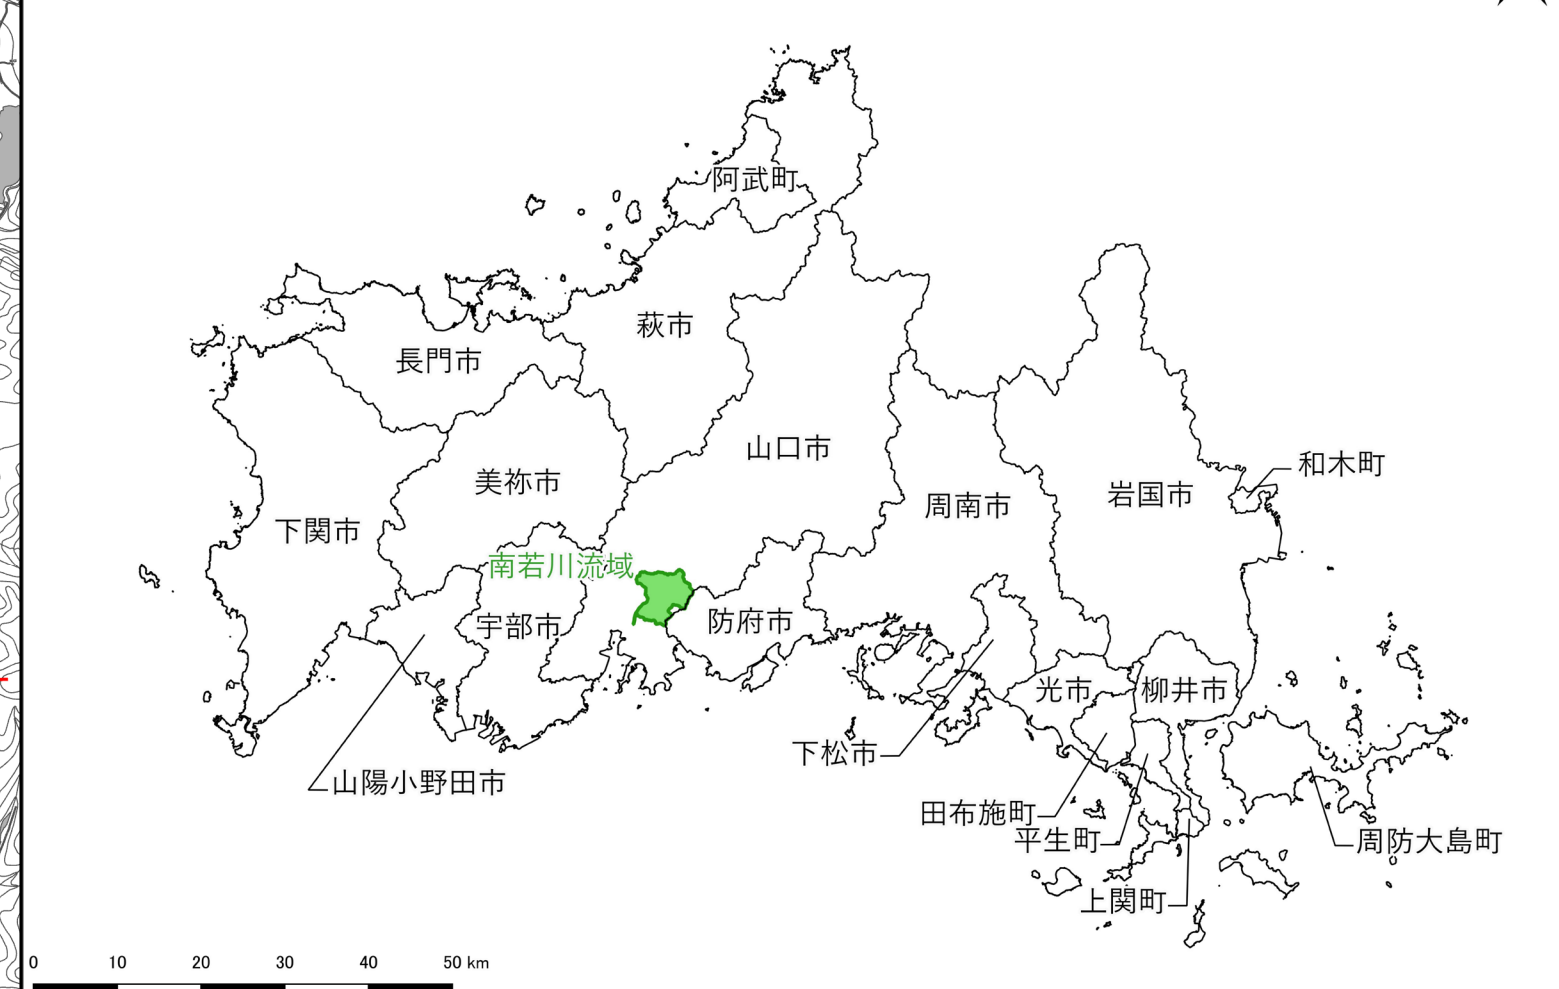 阿武町
萩市
長門市
山口市
和木町
美祢市
岩国市
周南市
下関市
南若川流域
防府市
宇部市
光市
柳井市
下松市
山陽小野田市
田布施町
平生町
周防大島町
上関町
0 10 20 30 40 50 km